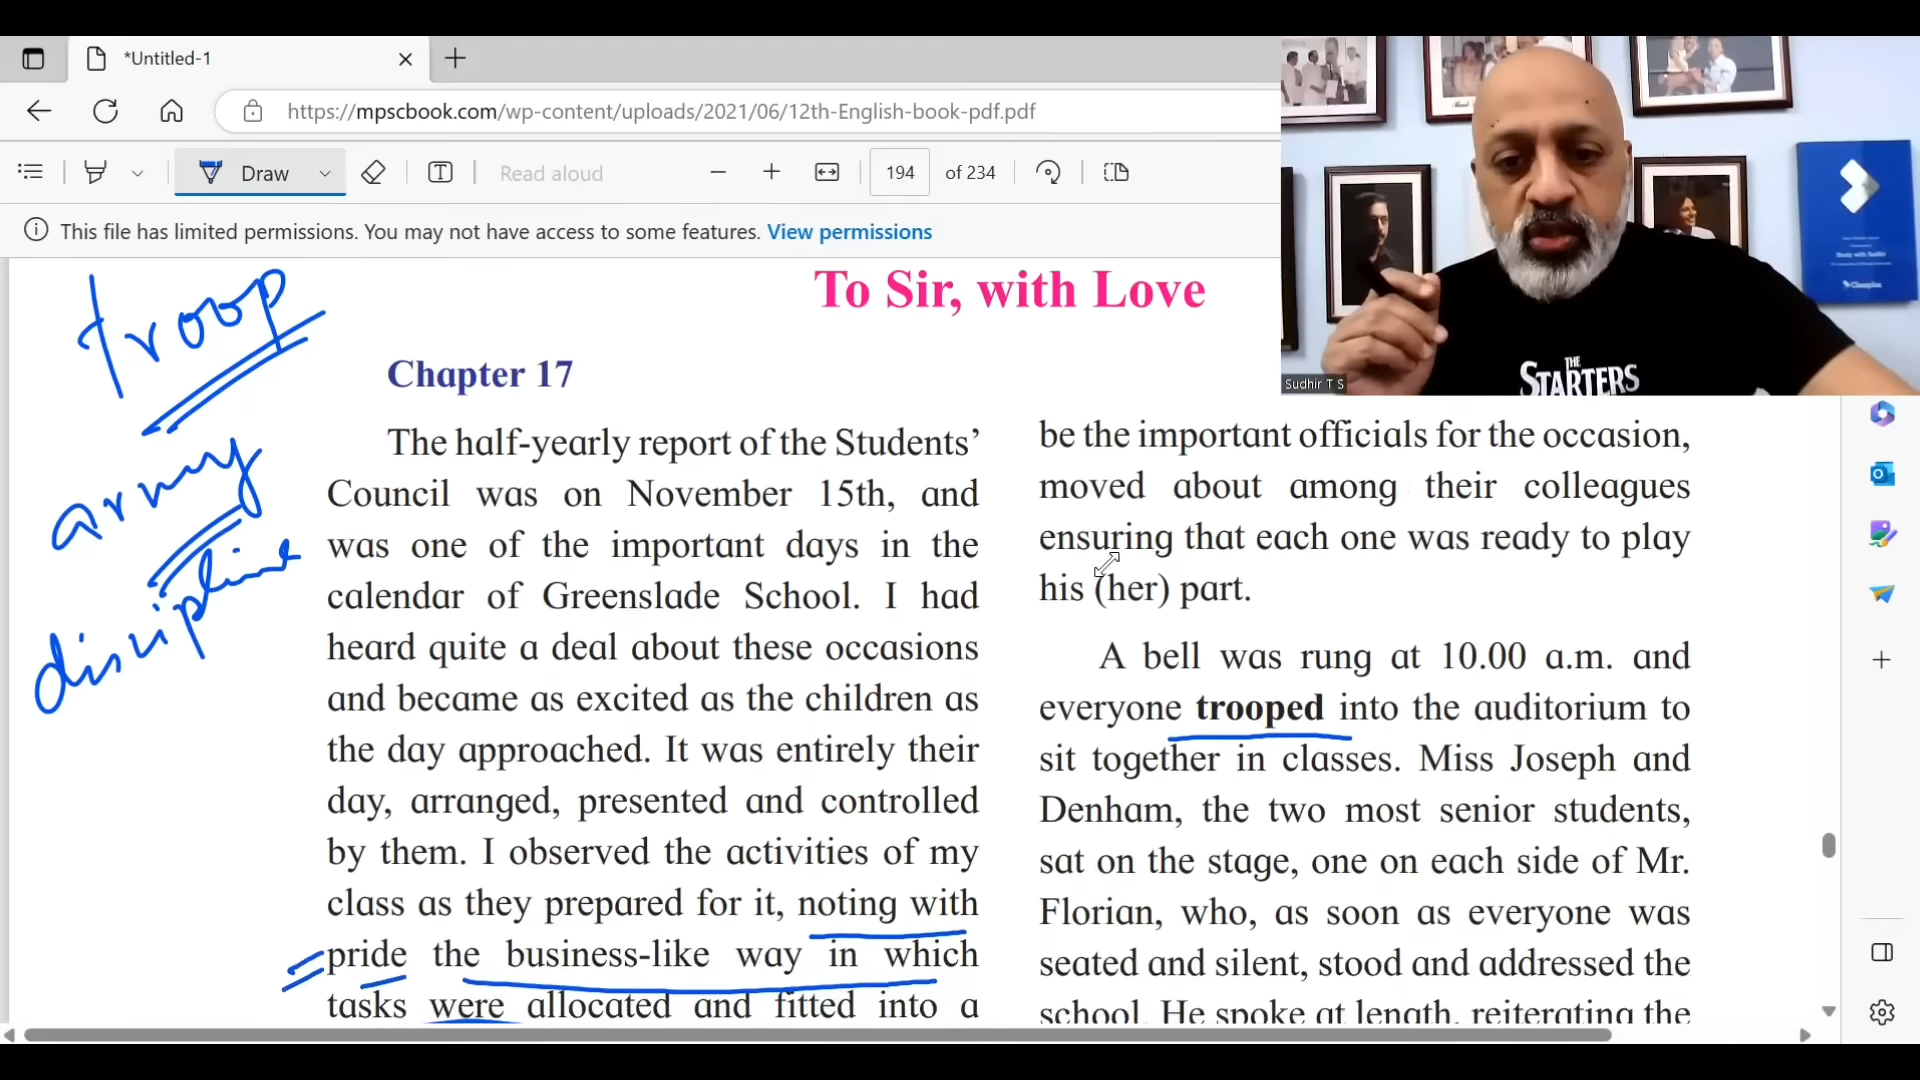 *Untitled-1
https://mpscbook.com/wp-content/uploads/2021/06/12th-English-book-pdf.pdf
Draw
Read aloud
194 of 234
This file has limited permissions. You may not have access to some features. View permissions
Sudhir T S
THE
STARTERS
troop
army
discipline
To Sir, with Love
Chapter 17
The half-yearly report of the Students’
Council was on November 15th, and
was one of the important days in the
calendar of Greenslade School. I had
heard quite a deal about these occasions
and became as excited as the children as
the day approached. It was entirely their
day, arranged, presented and controlled
by them. I observed the activities of my
class as they prepared for it, noting with
pride the business-like way in which
tasks were allocated and fitted into a
be the important officials for the occasion,
moved about among their colleagues
ensuring that each one was ready to play
his (her) part.
A bell was rung at 10.00 a.m. and
everyone trooped into the auditorium to
sit together in classes. Miss Joseph and
Denham, the two most senior students,
sat on the stage, one on each side of Mr.
Florian, who, as soon as everyone was
seated and silent, stood and addressed the
school. He spoke at length, reiterating the